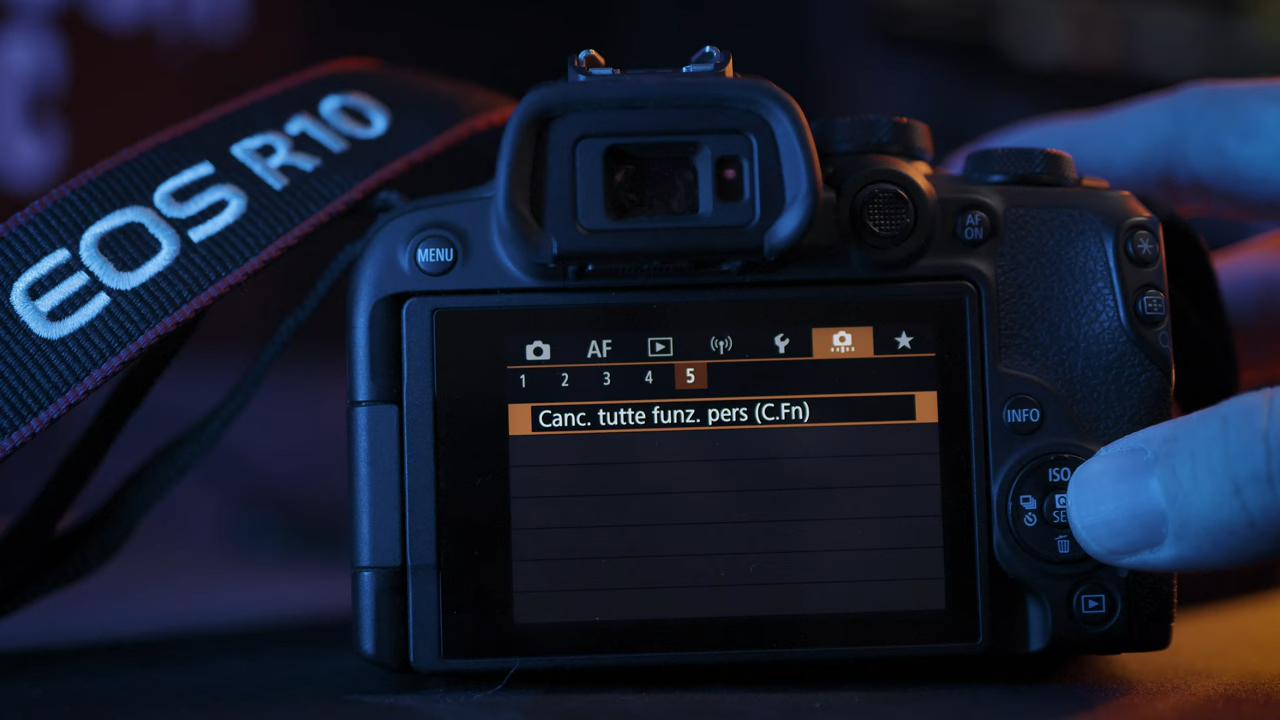 EOS R10
MENU
AF
ON
AF
1 2 3 4 5
Canc. tutte funz. pers (C.Fn)
INFO
ISO
Q